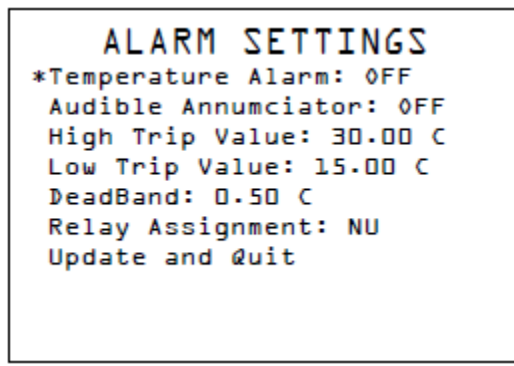 ALARM SETTINGS
*Temperature Alarm: OFF
Audible Annumciator: OFF
High Trip Value: 30.00 C
Low Trip Value: 15.00 C
DeadBand: 0.50 C
Relay Assignment: NU
Update and Quit